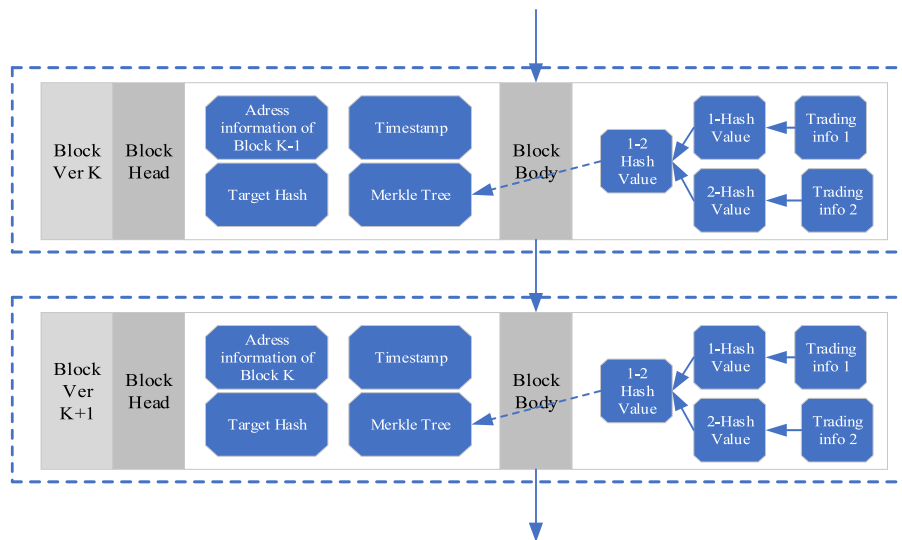 Block
Ver K
Block
Head
Adress
information of
Block K-1
Timestamp
Target Hash
Merkle Tree
Block
Body
1-2
Hash
Value
1-Hash
Value
Trading
info 1
2-Hash
Value
Trading
info 2
Block
Ver
K+1
Block
Head
Adress
information of
Block K
Timestamp
Target Hash
Merkle Tree
Block
Body
1-2
Hash
Value
1-Hash
Value
Trading
info 1
2-Hash
Value
Trading
info 2